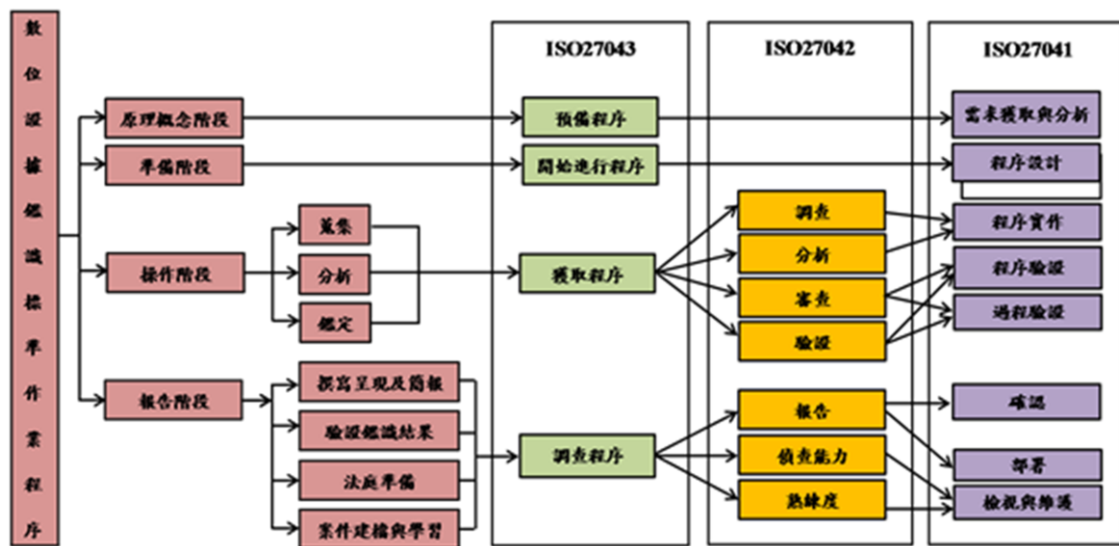 數位證據鑑識標準作業程序
ISO27043
ISO27042
ISO27041
原理概念階段
預備程序
需求獲取與分析
準備階段
開始進行程序
程序設計
操作階段
蒐集
分析
鑑定
獲取程序
調查
分析
審查
驗證
程序實作
程序驗證
過程驗證
報告階段
撰寫呈現及簡報
驗證鑑識結果
法庭準備
案件建檔與學習
調查程序
報告
偵查能力
熟練度
確認
部署
檢視與維護